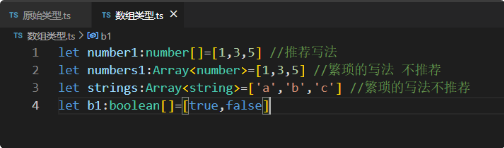 TS 原始类型.ts TS 数组类型.ts ×
TS 数组类型.ts > b1
1 let number1:number[]=[1,3,5] //推荐写法
2 let numbers1:Array<number>=[1,3,5] //繁琐的写法 不推荐
3 let strings:Array<string>=['a','b','c'] //繁琐的写法不推荐
4 let b1:boolean[]=[true,false]